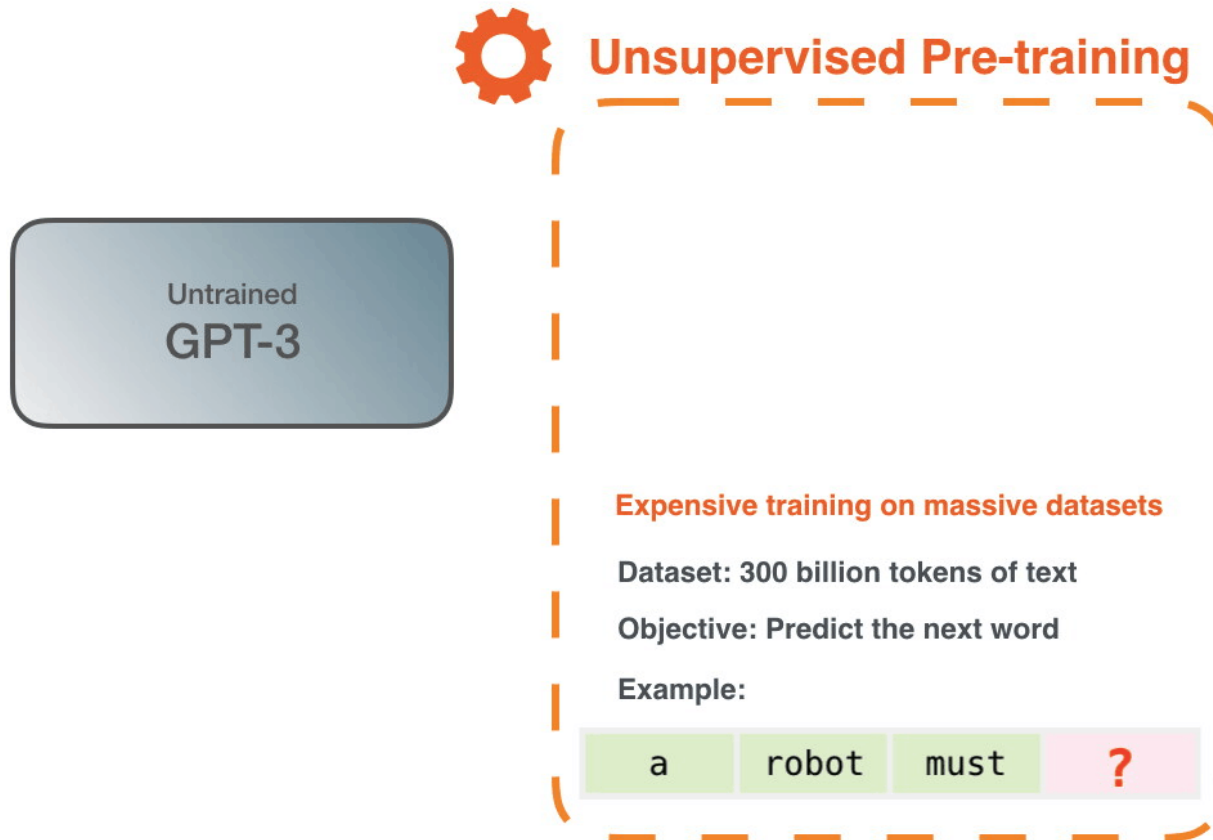 Unsupervised Pre-training
Untrained
GPT-3
Expensive training on massive datasets
Dataset: 300 billion tokens of text
Objective: Predict the next word
Example:
a robot must ?